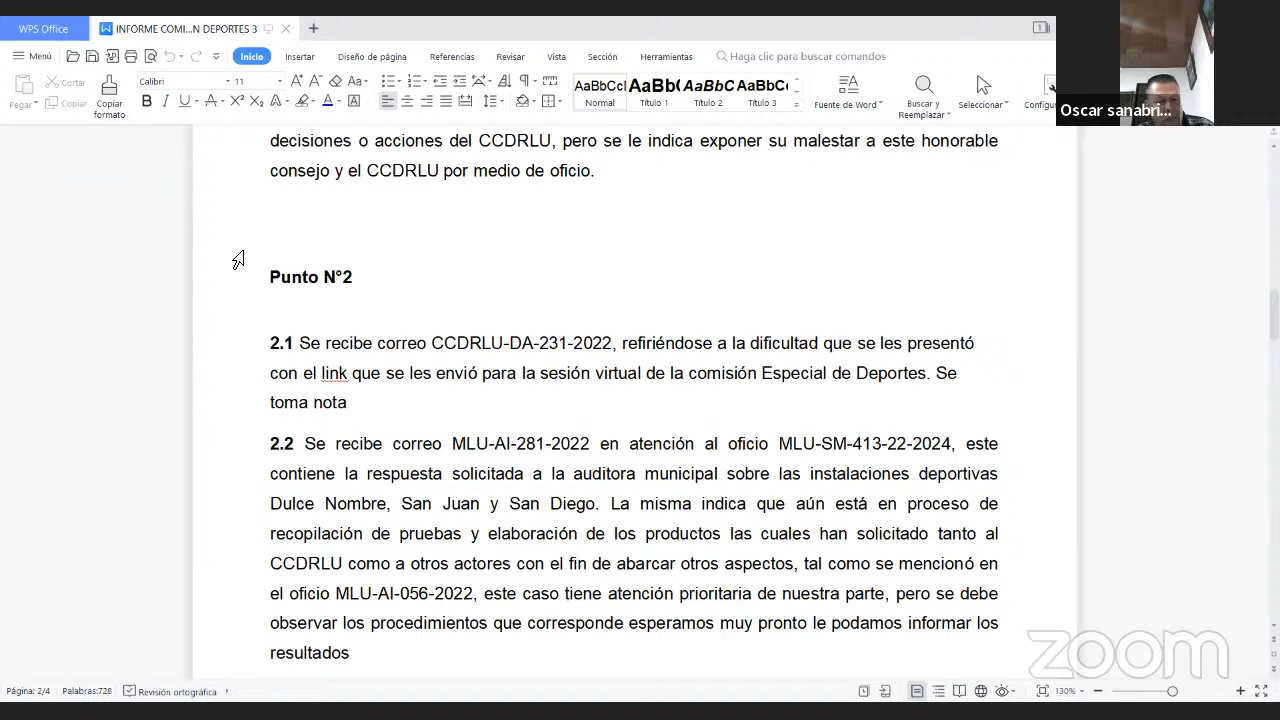 WPS Office
INFORME COMI...N DEPORTES 3
1
Menú
Inicio
Insertar
Diseño de página
Referencias
Revisar
Vista
Sección
Herramientas
Haga clic para buscar comandos
Pegar
Cortar
Copiar
Copiar formato
Calibri
11
AaBbCcI
Normal
AaBb(
Título 1
AaBbC
Título 2
AaBbC
Título 3
Fuente de Word
Buscar y Reemplazar
Seleccionar
Configu
Oscar sanabri...
decisiones o acciones del CCDRLU, pero se le indica exponer su malestar a este honorable
consejo y el CCDRLU por medio de oficio.
Punto N°2
2.1 Se recibe correo CCDRLU-DA-231-2022, refiriéndose a la dificultad que se les presentó
con el link que se les envió para la sesión virtual de la comisión Especial de Deportes. Se
toma nota
2.2 Se recibe correo MLU-AI-281-2022 en atención al oficio MLU-SM-413-22-2024, este
contiene la respuesta solicitada a la auditora municipal sobre las instalaciones deportivas
Dulce Nombre, San Juan y San Diego. La misma indica que aún está en proceso de
recopilación de pruebas y elaboración de los productos las cuales han solicitado tanto al
CCDRLU como a otros actores con el fin de abarcar otros aspectos, tal como se mencionó en
el oficio MLU-AI-056-2022, este caso tiene atención prioritaria de nuestra parte, pero se debe
observar los procedimientos que corresponde esperamos muy pronto le podamos informar los
resultados
zoom
Página: 2/4
Palabras:728
Revisión ortográfica
130%